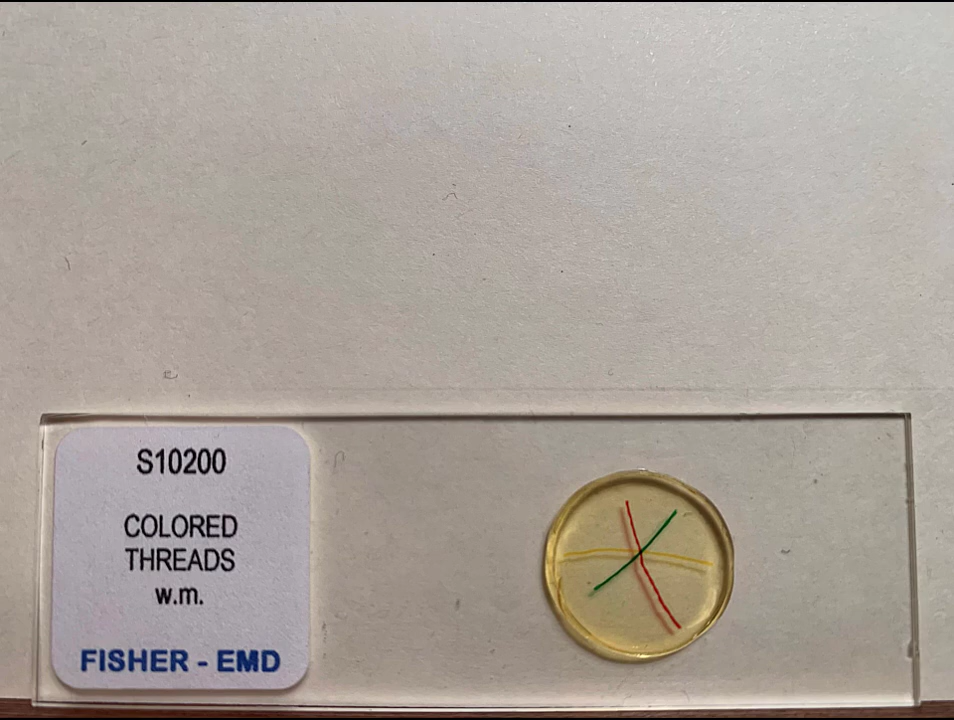 S10200
COLORED
THREADS
w.m.
FISHER - EMD